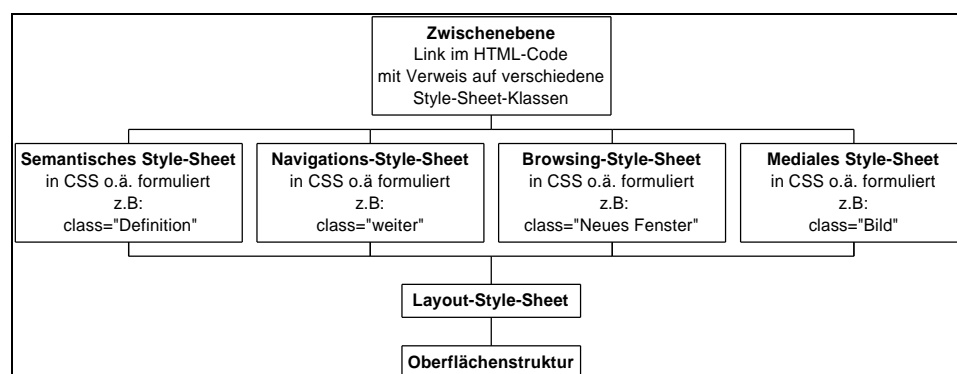 Zwischenebene
Link im HTML-Code
mit Verweis auf verschiedene
Style-Sheet-Klassen
Semantisches Style-Sheet
in CSS o.ä. formuliert
z.B:
class="Definition"
Navigations-Style-Sheet
in CSS o.ä formuliert
z.B:
class="weiter"
Browsing-Style-Sheet
in CSS o.ä. formuliert
z.B:
class="Neues Fenster"
Mediales Style-Sheet
in CSS o.ä. formuliert
z.B:
class="Bild"
Layout-Style-Sheet
Oberflächenstruktur